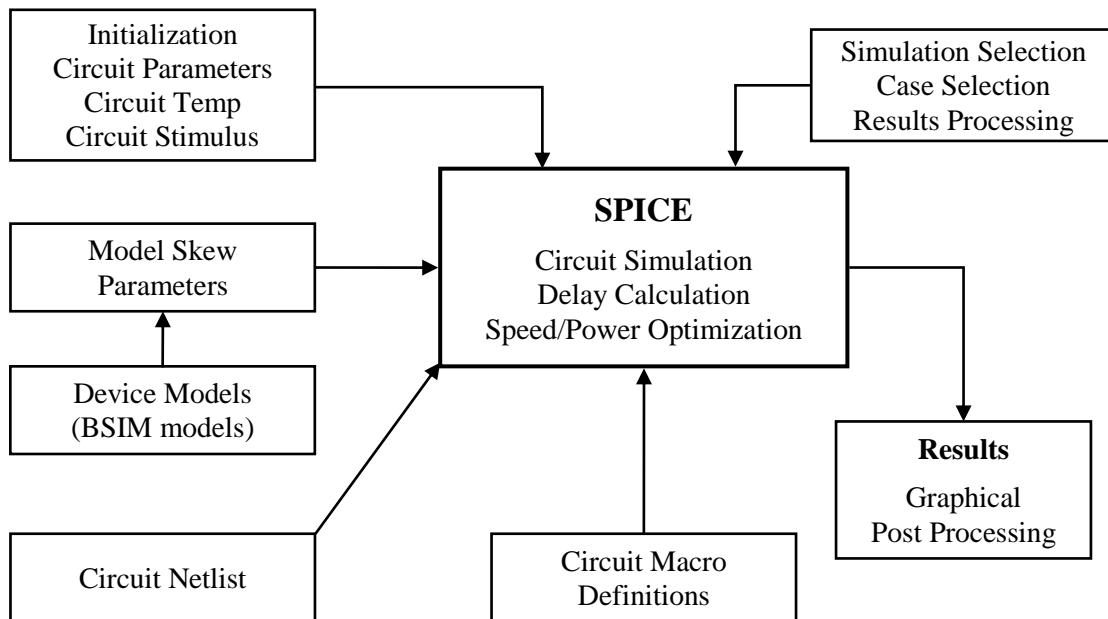 Initialization
Circuit Parameters
Circuit Temp
Circuit Stimulus
Simulation Selection
Case Selection
Results Processing
SPICE
Circuit Simulation
Delay Calculation
Speed/Power Optimization
Model Skew
Parameters
Device Models
(BSIM models)
Results
Graphical
Post Processing
Circuit Netlist
Circuit Macro
Definitions